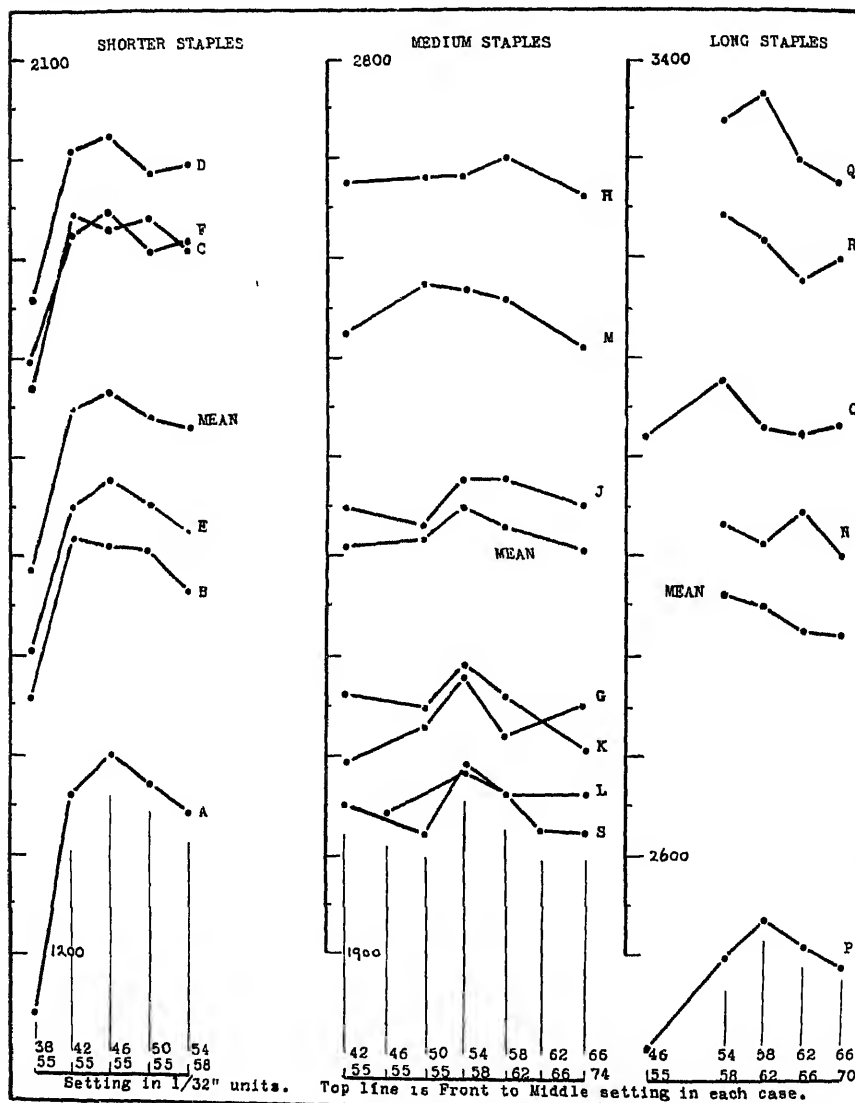 SHORTER STAPLES
2100
D
F
C
MEAN
E
B
A
1200
38 42 46 50 54
55 55 55 55 58
MEDIUM STAPLES
2800
H
M
J
MEAN
G
K
L
S
1900
42 46 50 54 58 62 66
55 55 55 58 62 66 74
LONG STAPLES
3400
Q
R
O
N
MEAN
2600
P
46 54 58 62 66
55 58 62 66 70
Setting in 1/32" units. Top line is Front to Middle setting in each case.